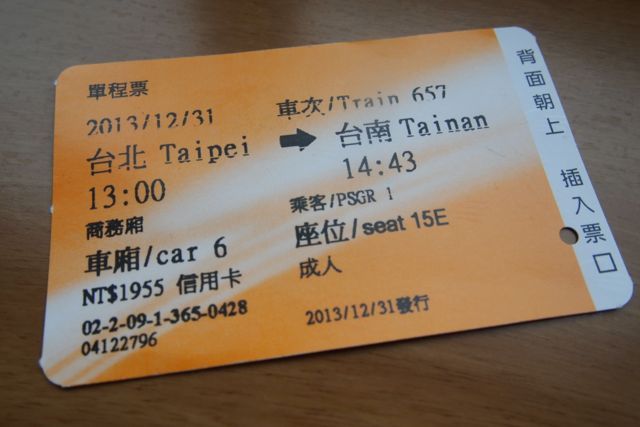 單程票
2013/12/31
車次/Train 657
台北 Taipei
台南 Tainan
13:00
14:43
商務廂
乘客/PSGR 1
車廂/car 6
座位/seat 15E
NT$1955 信用卡
成人
02-2-09-1-365-0428
04122796
2013/12/31發行
背面朝上 插入票口